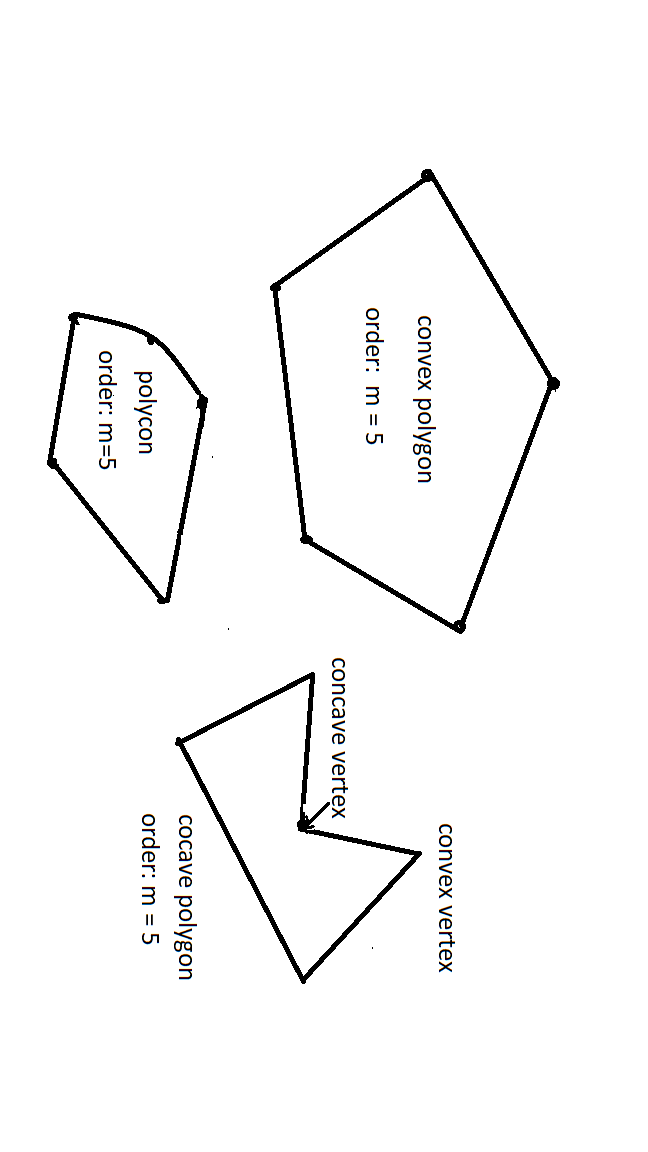 convex polygon
order: m = 5
polycon
order: m=5
concave vertex
convex vertex
cocave polygon
order: m = 5